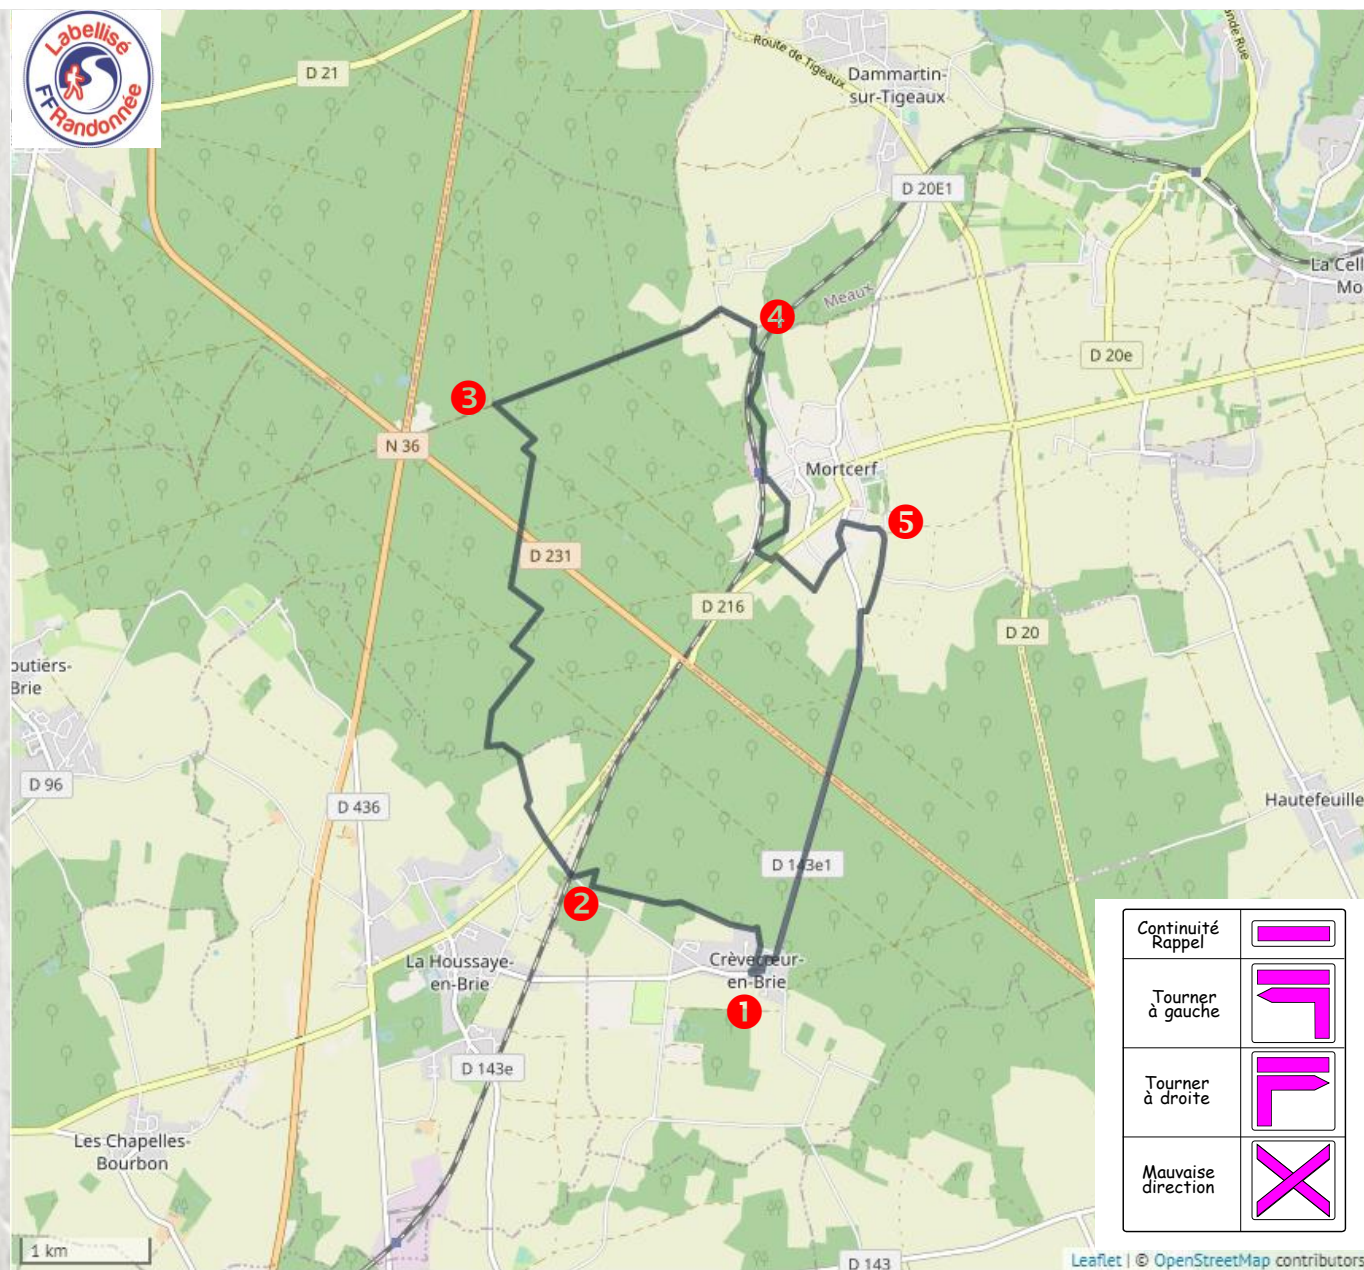 Labellisé
FFRandonnée
D 21
Route de Tigeaux
Dammartin-
sur-Tigeaux
D 20E1
Meaux
La Cell
Mo
D 20e
4
3
N 36
Mortcerf
5
D 231
D 216
D 20
outiers-
Brie
D 96
D 436
Hautefeuille
D 143e1
2
La Houssaye-
en-Brie
Crèvecœur-
en-Brie
1
D 143e
Les Chapelles-
Bourbon
Continuité
Rappel
Tourner
à gauche
Tourner
à droite
Mauvaise
direction
1 km
D 143
Leaflet | © OpenStreetMap contributors